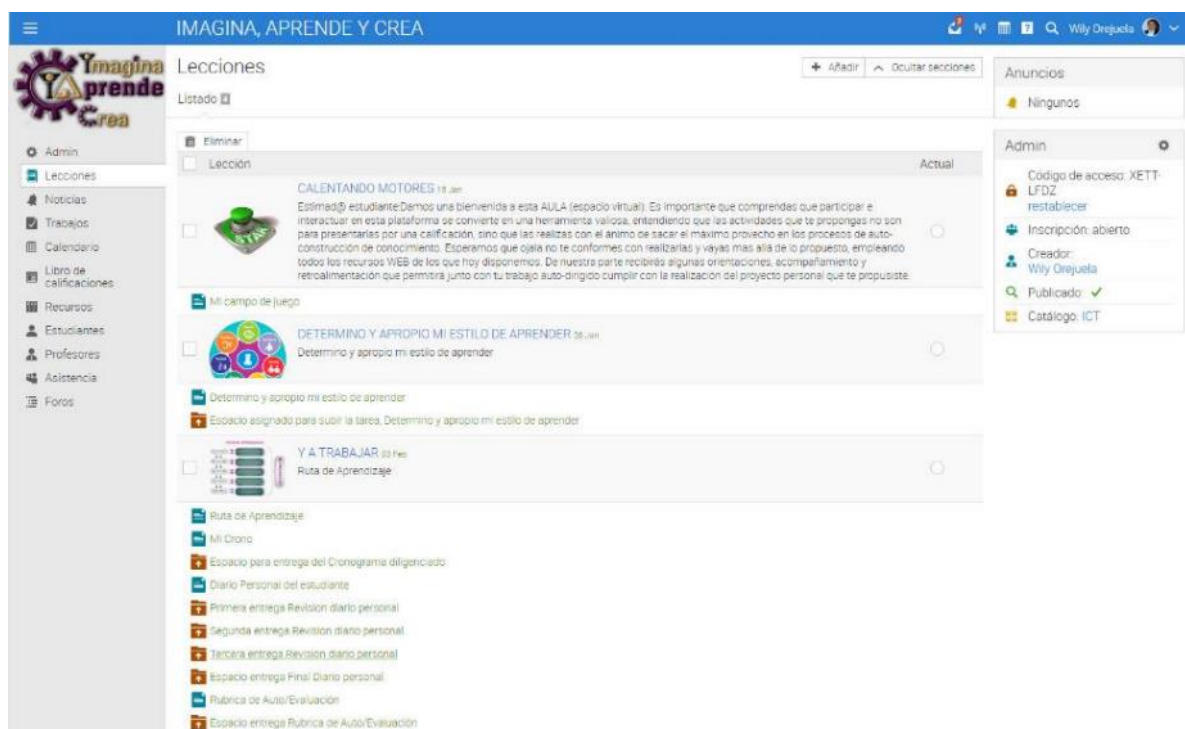 IMAGINA, APRENDE Y CREA
Wily Orejuela
Ymagina
Aprende
Crea
Admin
Lecciones
Noticias
Trabajos
Calendario
Libro de
calificaciones
Recursos
Estudiantes
Profesores
Asistencia
Foros
Lecciones
+ Añadir
Ocultar secciones
Listado
Eliminar
Lección
Actual
CALENTANDO MOTORES
Estimad@ estudiante:Damos una bienvenida a esta AULA (espacio virtual). Es importante que comprendas que participar e
interactuar en esta plataforma se convierte en una herramienta valiosa, entendiendo que las actividades que te propongas no son
para presentarlas por una calificación, sino que las realizas con el animo de sacar el máximo provecho en los procesos de auto-
construcción de conocimiento. Esperamos que ojala no te conformes con realizarlas y vayas mas allá de lo propuesto, empleando
todos los recursos WEB de los que hoy disponemos. De nuestra parte recibirás algunas orientaciones, acompañamiento y
retroalimentación que permitirá junto con tu trabajo auto-dirigido cumplir con la realización del proyecto personal que te propusiste.
Mi campo de juego
DETERMINO Y APROPIO MI ESTILO DE APRENDER
Determino y apropio mi estilo de aprender
Determino y apropio mi estilo de aprender
Espacio asignado para subir la tarea, Determino y apropio mi estilo de aprender
Y A TRABAJAR 03 Feb
Ruta de Aprendizaje
Ruta de Aprendizaje
Mi Crono
Espacio para entrega del Cronograma diligenciado
Diario Personal del estudiante
Primera entrega Revision diario personal
Segunda entrega Revision diario personal
Tercera entrega Revision diario personal
Espacio entrega Final Diario personal
Rubrica de Auto/Evaluación
Espacio entrega Rubrica de Auto/Evaluación
Anuncios
Ningunos
Admin
Código de acceso: XETT-
LFDZ
restablecer
Inscripción: abierto
Creador:
Wily Orejuela
Publicado:
Catálogo: ICT